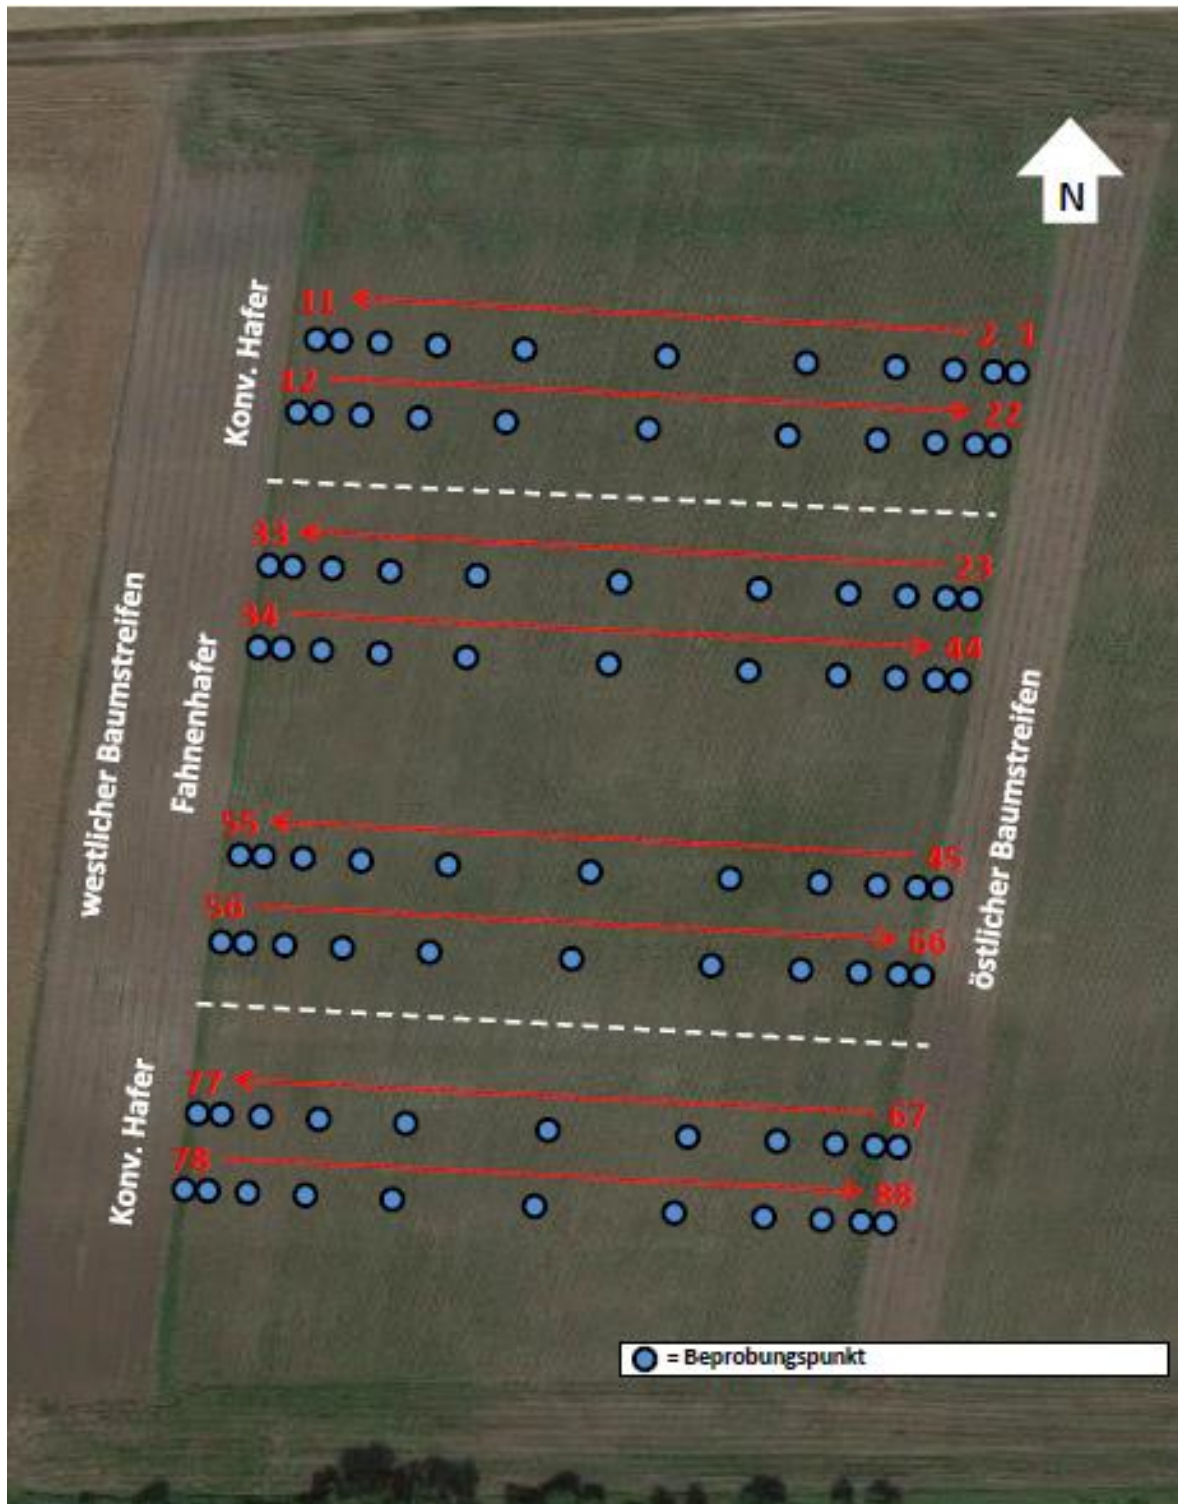 N
11
2 1
Konv. Hafer
12
22
33
23
34
44
westlicher Baumstreifen
Fahnenhafer
östlicher Baumstreifen
55
45
56
66
Konv. Hafer
77
67
78
88
= Beprobungspunkt